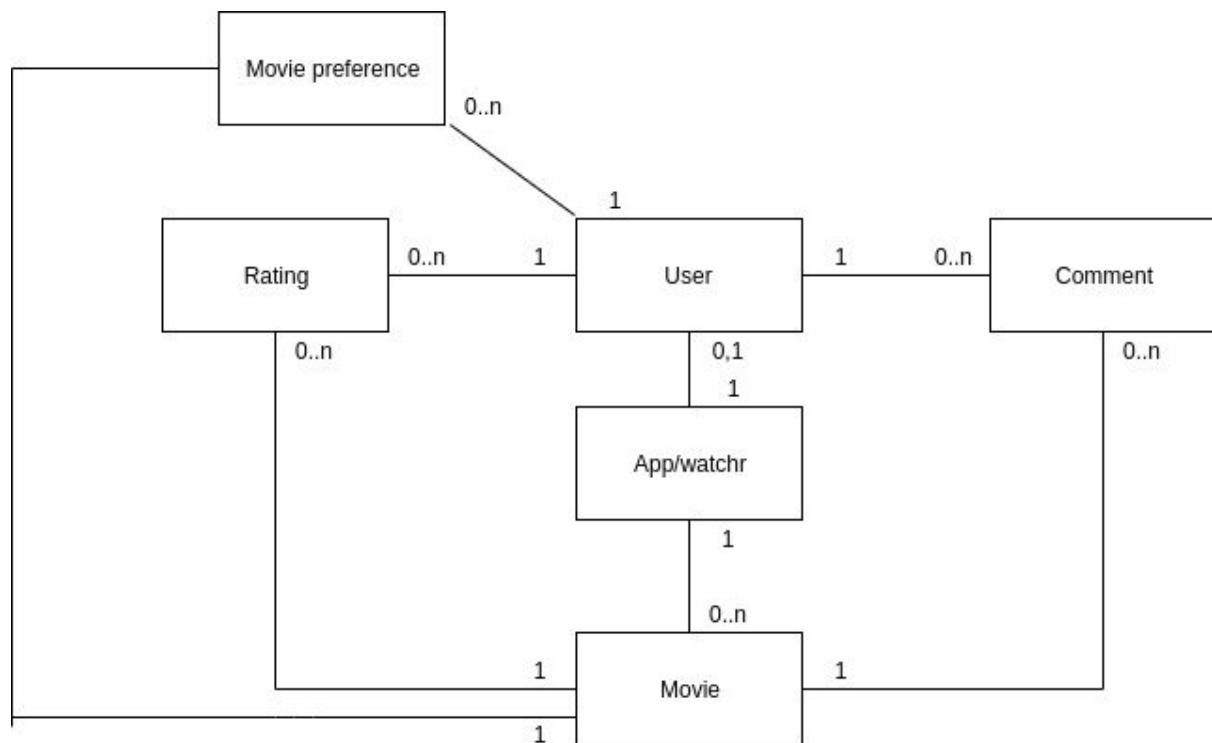 Movie preference
0..n
1
Rating
0..n
1
User
1
0..n
Comment
0..n
0,1
0..n
1
App/watchr
1
0..n
1
Movie
1
1